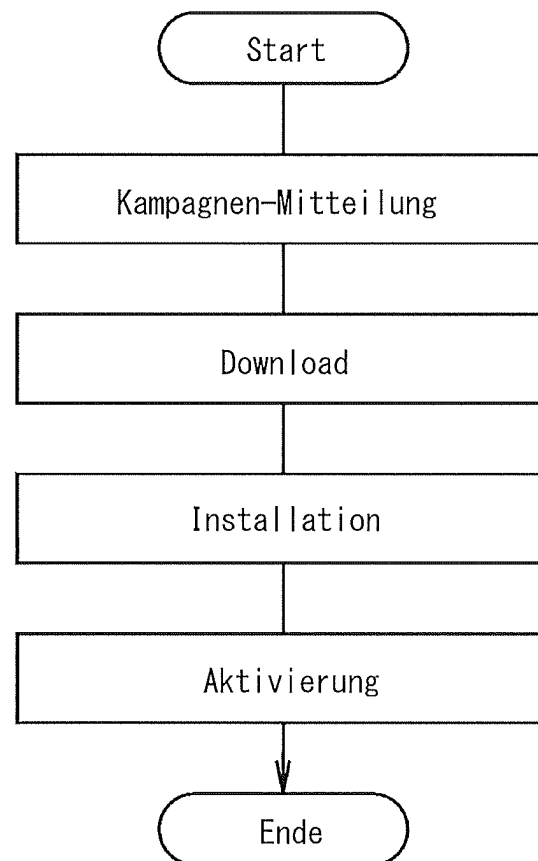 Start
Kampagnen-Mitteilung
Download
Installation
Aktivierung
Ende